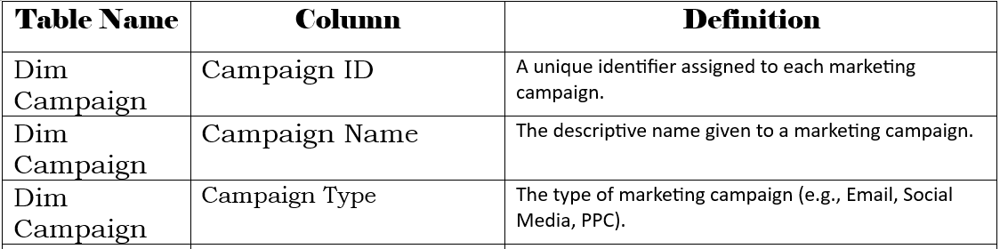 Table Name Column Definition
Dim Campaign ID A unique identifier assigned to each marketing
Campaign campaign.
Dim Campaign Name The descriptive name given to a marketing campaign.
Campaign
Dim Campaign Type The type of marketing campaign (e.g., Email, Social
Campaign Media, PPC).